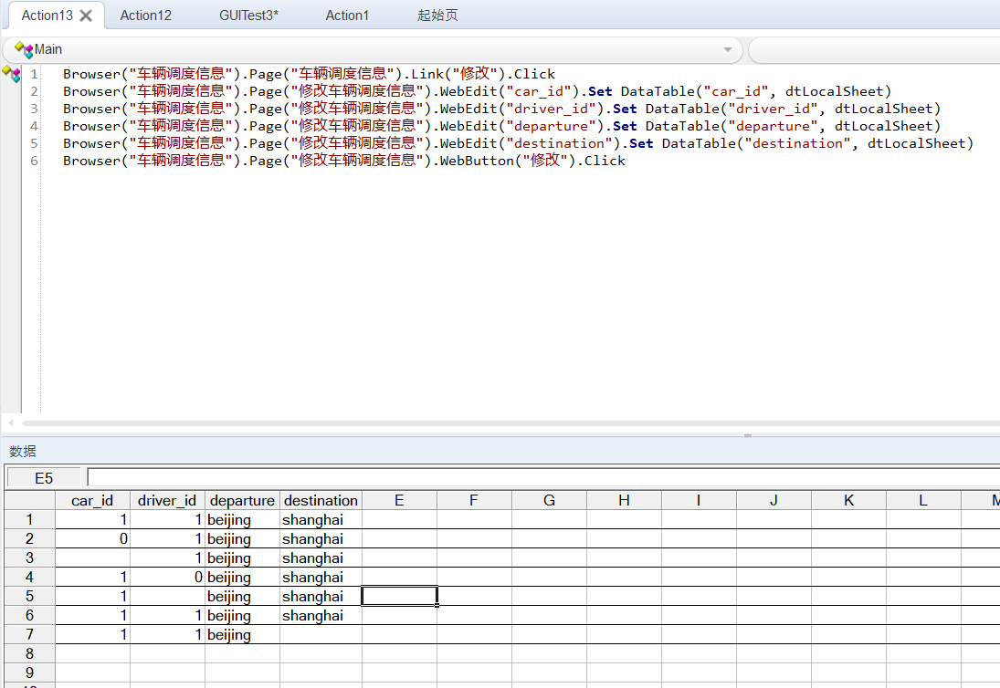 Action13 Action12 GUITest3* Action1 起始页
Main
1 Browser("车辆调度信息").Page("车辆调度信息").Link("修改").Click
2 Browser("车辆调度信息").Page("修改车辆调度信息").WebEdit("car_id").Set DataTable("car_id", dtLocalSheet)
3 Browser("车辆调度信息").Page("修改车辆调度信息").WebEdit("driver_id").Set DataTable("driver_id", dtLocalSheet)
4 Browser("车辆调度信息").Page("修改车辆调度信息").WebEdit("departure").Set DataTable("departure", dtLocalSheet)
5 Browser("车辆调度信息").Page("修改车辆调度信息").WebEdit("destination").Set DataTable("destination", dtLocalSheet)
6 Browser("车辆调度信息").Page("修改车辆调度信息").WebButton("修改").Click
数据
E5
car_id driver_id departure destination E F G H I J K L M
1 1 1 beijing shanghai
2 0 1 beijing shanghai
3 1 beijing shanghai
4 1 0 beijing shanghai
5 1 beijing shanghai
6 1 1 beijing shanghai
7 1 1 beijing
8
9
10